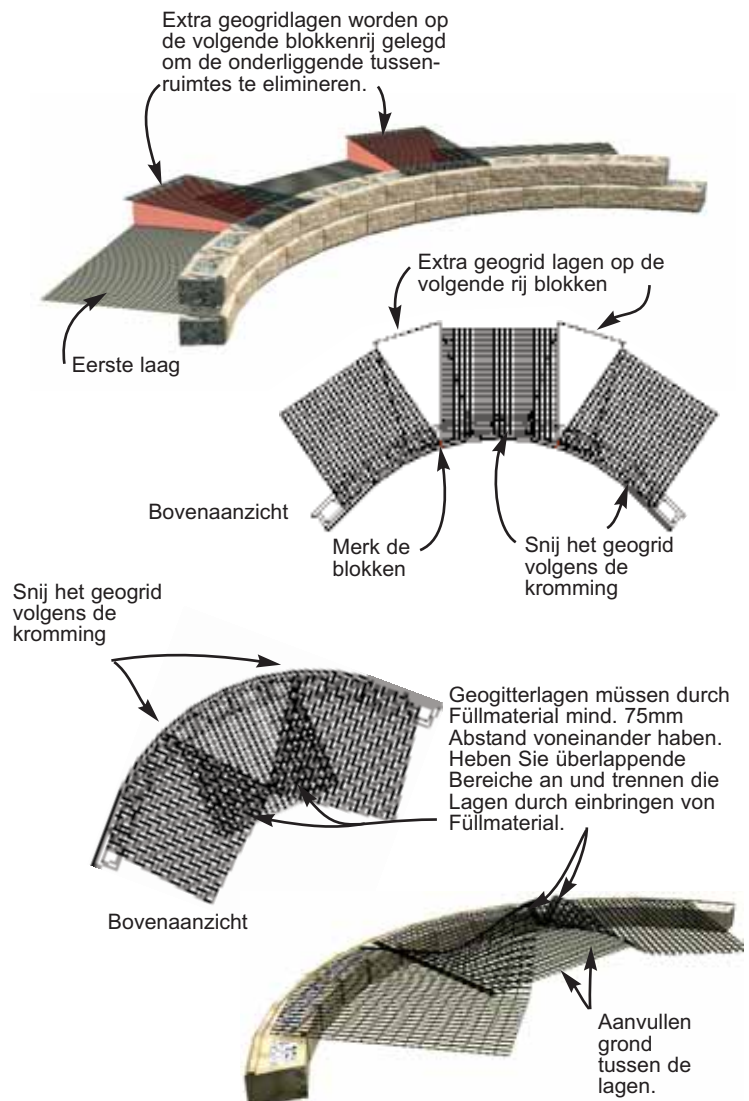 Extra geogridlagen worden op
de volgende blokkenrij gelegd
om de onderliggende tussen-
ruimtes te elimineren.
Eerste laag
Extra geogrid lagen op de
volgende rij blokken
Bovenaanzicht
Merk de
blokken
Snij het geogrid
volgens de
kromming
Snij het geogrid
volgens de
kromming
Geogitterlagen müssen durch
Füllmaterial mind. 75mm
Abstand voneinander haben.
Heben Sie überlappende
Bereiche an und trennen die
Lagen durch einbringen von
Füllmaterial.
Bovenaanzicht
Aanvullen
grond
tussen de
lagen.